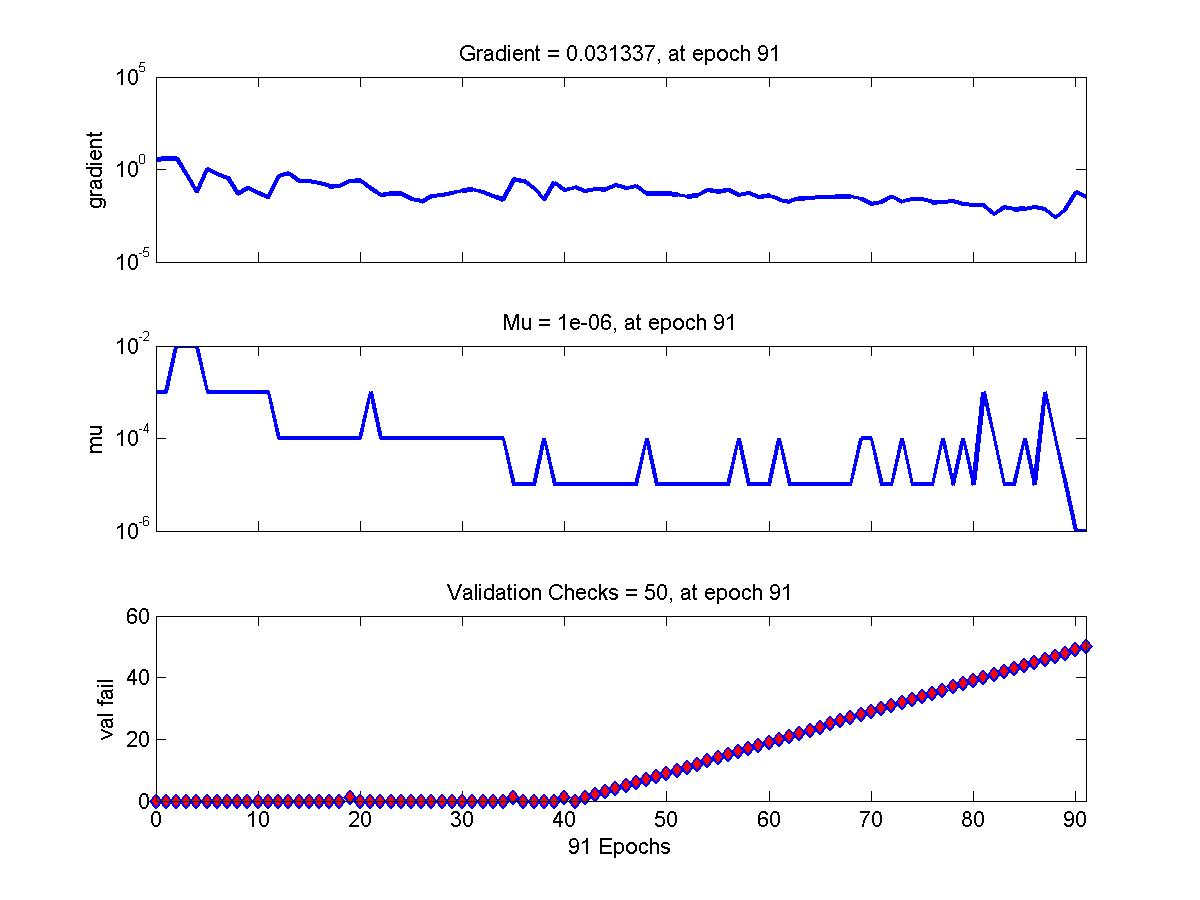 Gradient = 0.031337, at epoch 91
10^5
10^0
10^-5
gradient
Mu = 1e-06, at epoch 91
10^-2
10^-4
10^-6
mu
Validation Checks = 50, at epoch 91
60
40
20
0
val fail
0 10 20 30 40 50 60 70 80 90
91 Epochs